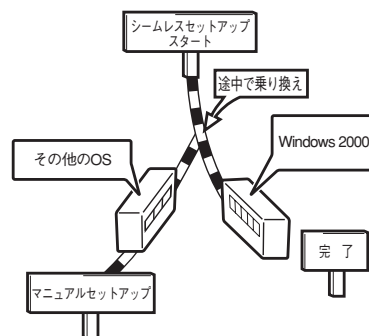 シームレスセットアップ
スタート
途中で乗り換え
その他のOS
Windows 2000
完 了
マニュアルセットアップ